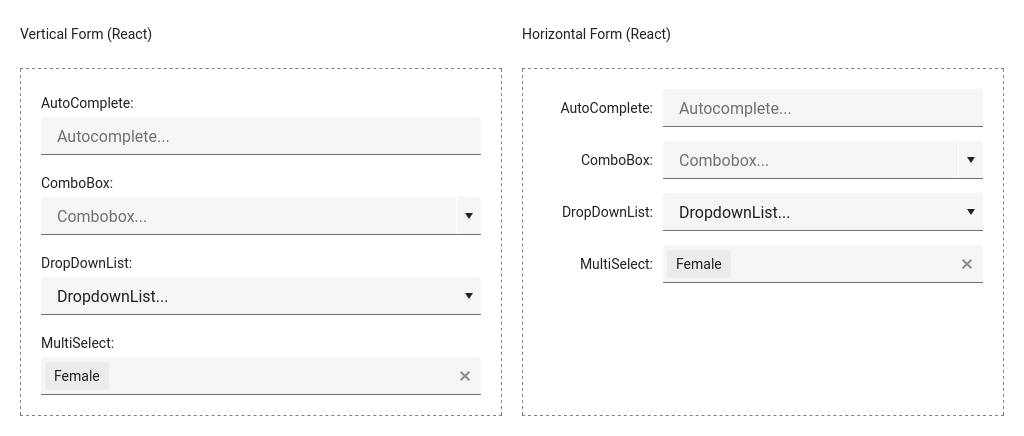 Vertical Form (React)
AutoComplete:
Autocomplete...
ComboBox:
Combobox...
DropDownList:
DropdownList...
MultiSelect:
Female
Horizontal Form (React)
AutoComplete: Autocomplete...
ComboBox: Combobox...
DropDownList: DropdownList...
MultiSelect: Female